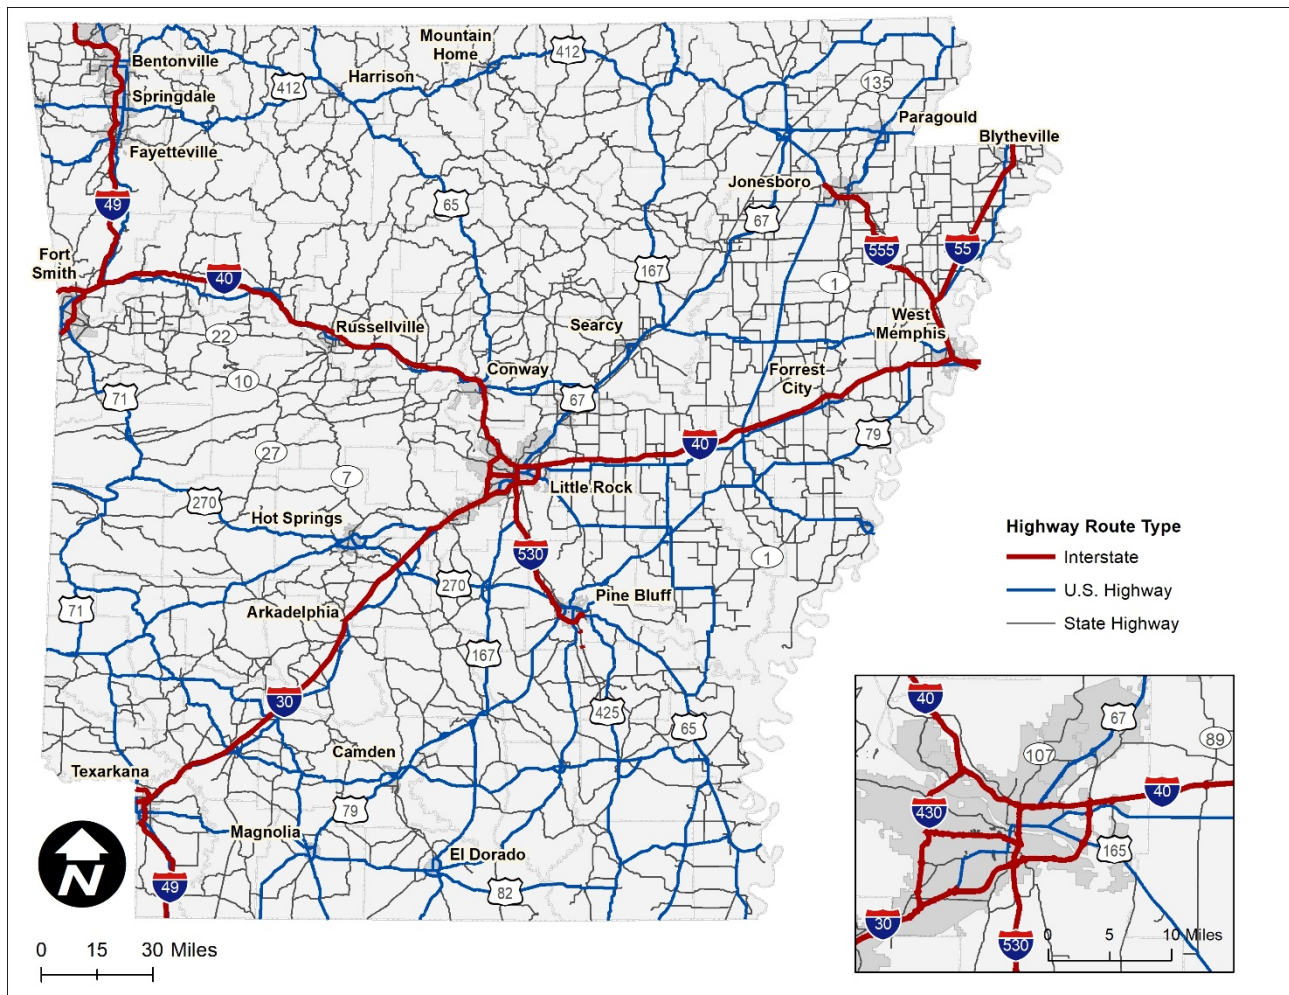 Mountain
Home
412
Bentonville
Harrison
412
135
Springdale
Paragould
Blytheville
Fayetteville
Jonesboro
49
65
67
555
55
Fort
Smith
40
167
1
22
Russellville
Searcy
West
Memphis
10
Conway
Forrest
City
71
67
79
27
40
7
Little Rock
270
Hot Springs
530
1
270
Pine Bluff
71
Arkadelphia
167
30
425
65
Texarkana
Camden
79
Magnolia
El Dorado
49
82
N
0 15 30 Miles
Highway Route Type
Interstate
U.S. Highway
State Highway
40
67
107
89
40
430
165
30
530
0 5 10 Miles